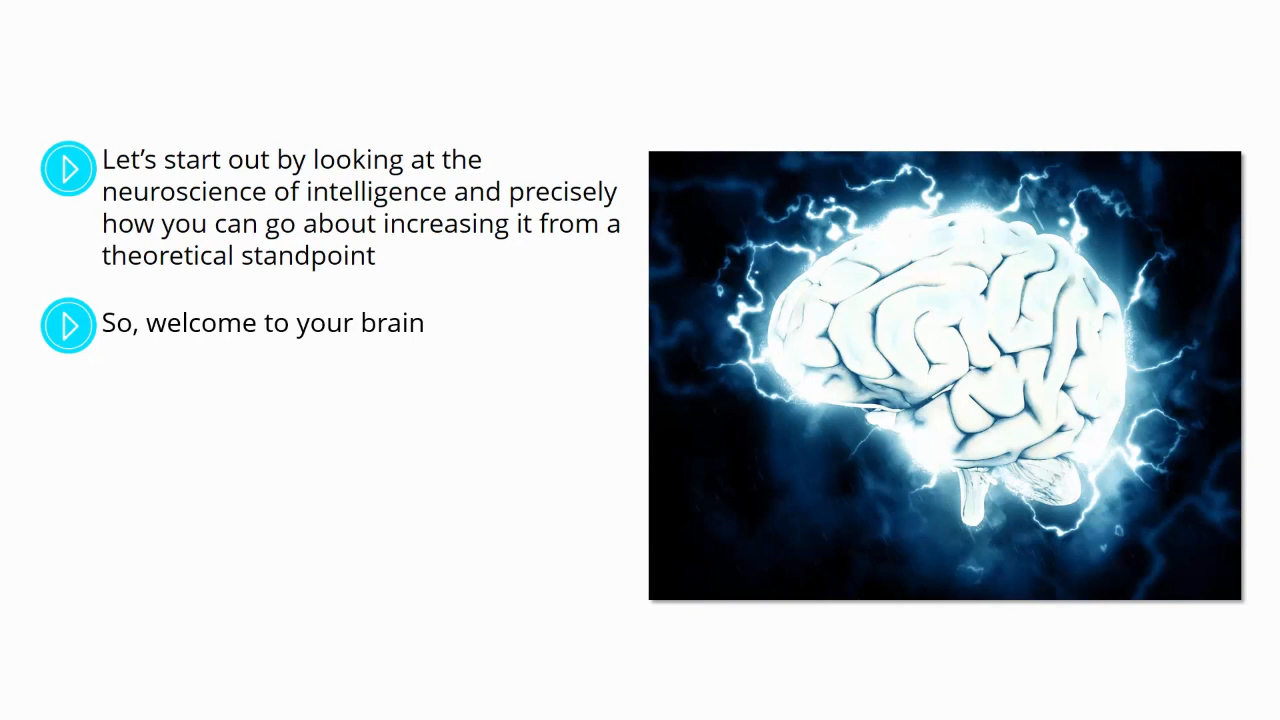 Let’s start out by looking at the
neuroscience of intelligence and precisely
how you can go about increasing it from a
theoretical standpoint
So, welcome to your brain